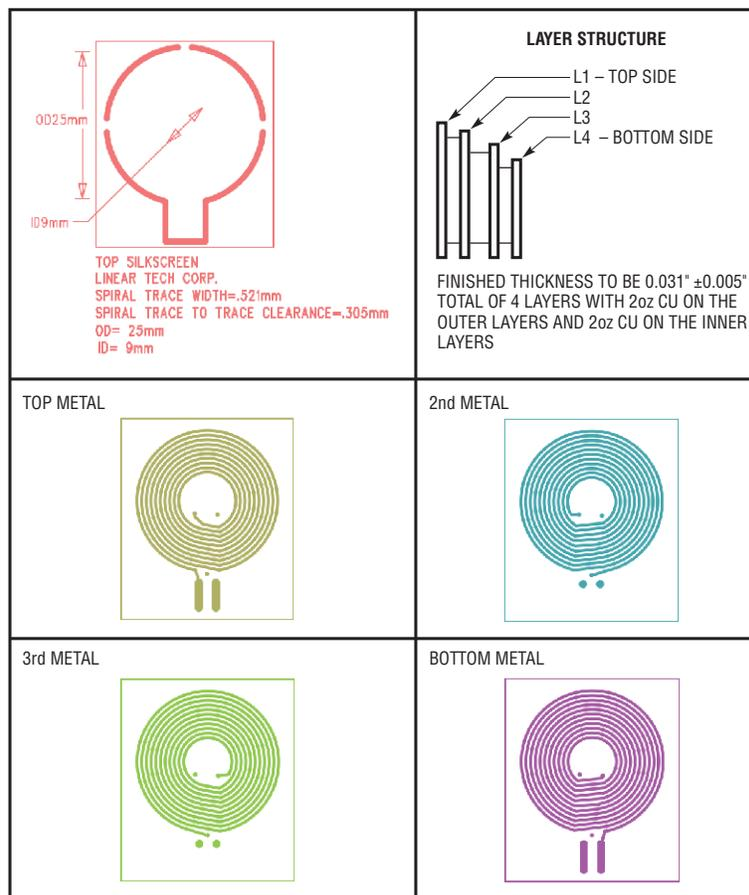 OD25mm
ID9mm
TOP SILKSCREEN
LINEAR TECH CORP.
SPIRAL TRACE WIDTH=.521mm
SPIRAL TRACE TO TRACE CLEARANCE=.305mm
OD= 25mm
ID= 9mm
LAYER STRUCTURE
L1 – TOP SIDE
L2
L3
L4 – BOTTOM SIDE
FINISHED THICKNESS TO BE 0.031" ±0.005"
TOTAL OF 4 LAYERS WITH 2oz CU ON THE
OUTER LAYERS AND 2oz CU ON THE INNER
LAYERS
TOP METAL
2nd METAL
3rd METAL
BOTTOM METAL